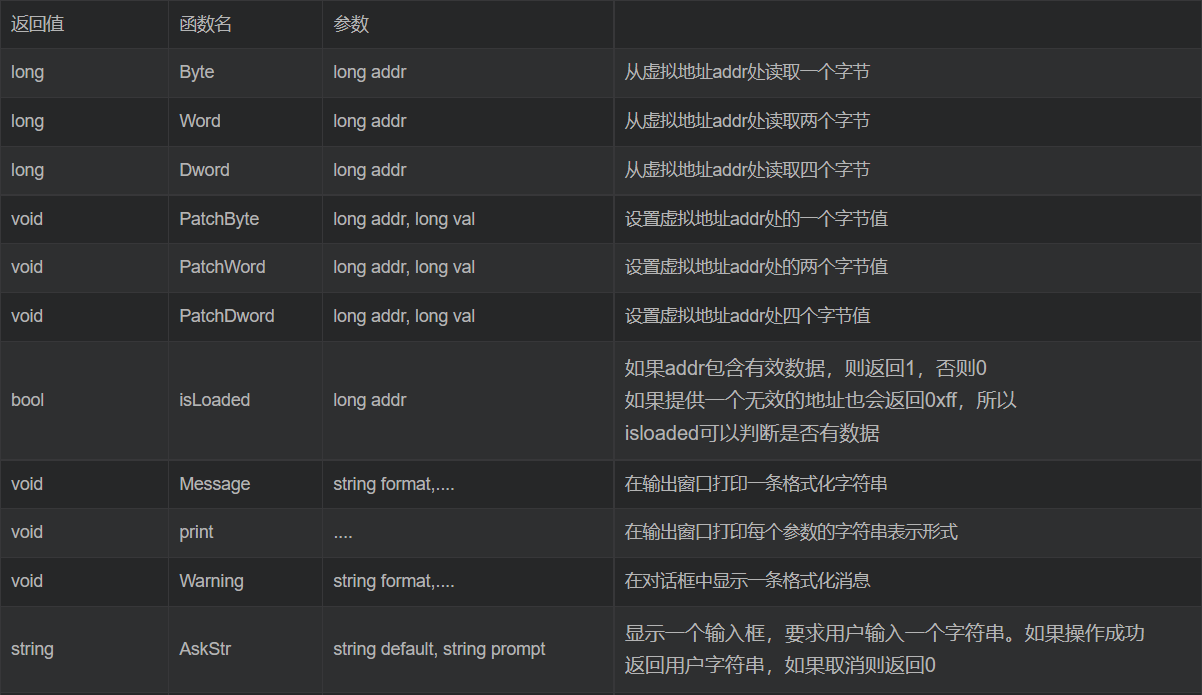 返回值 函数名 参数
long Byte long addr 从虚拟地址addr处读取一个字节
long Word long addr 从虚拟地址addr处读取两个字节
long Dword long addr 从虚拟地址addr处读取四个字节
void PatchByte long addr, long val 设置虚拟地址addr处的一个字节值
void PatchWord long addr, long val 设置虚拟地址addr处的两个字节值
void PatchDword long addr, long val 设置虚拟地址addr处四个字节值
bool isLoaded long addr 如果addr包含有效数据，则返回1，否则0
如果提供一个无效的地址也会返回0xff，所以
isloaded可以判断是否有数据
void Message string format,.... 在输出窗口打印一条格式化字符串
void print .... 在输出窗口打印每个参数的字符串表示形式
void Warning string format,.... 在对话框中显示一条格式化消息
string AskStr string default, string prompt 显示一个输入框，要求用户输入一个字符串。如果操作成功
返回用户字符串，如果取消则返回0